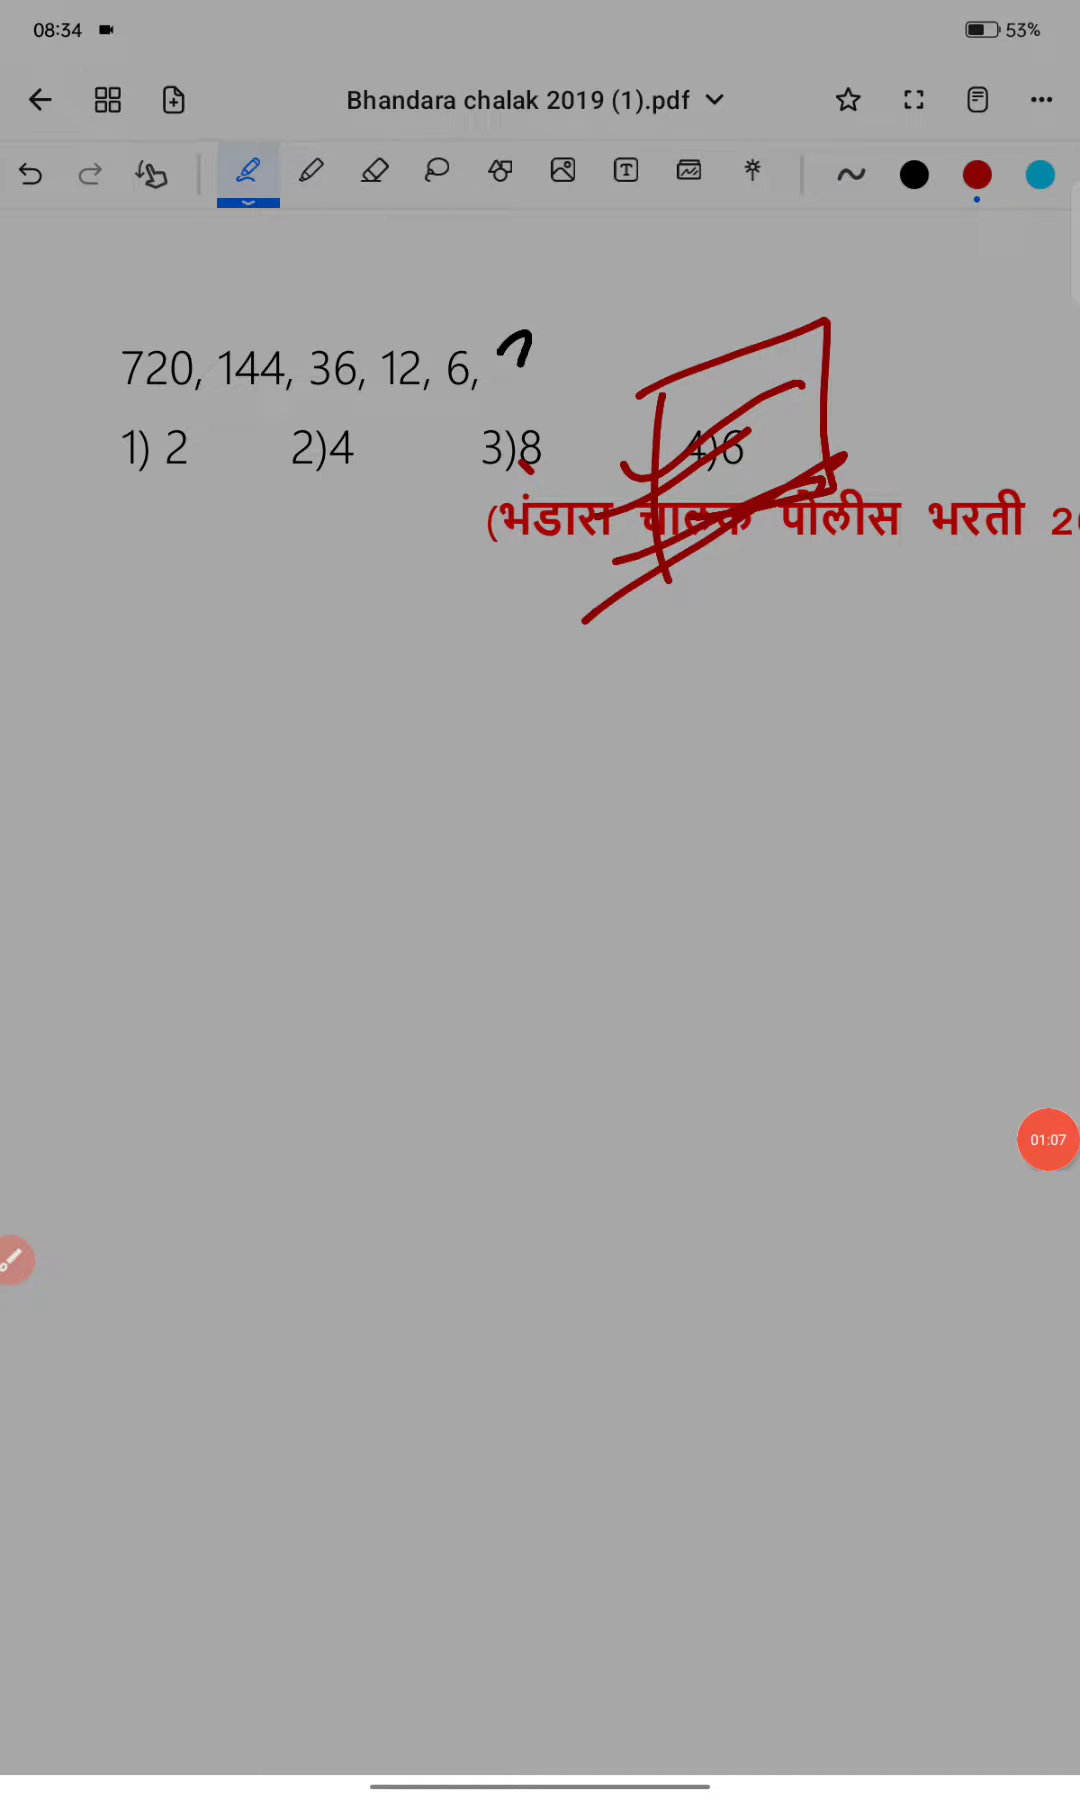 08:34 53%
Bhandara chalak 2019 (1).pdf
720, 144, 36, 12, 6, ?
1) 2 2)4 3)8 4)6
(भंडारा चालक पोलीस भरती
01:07